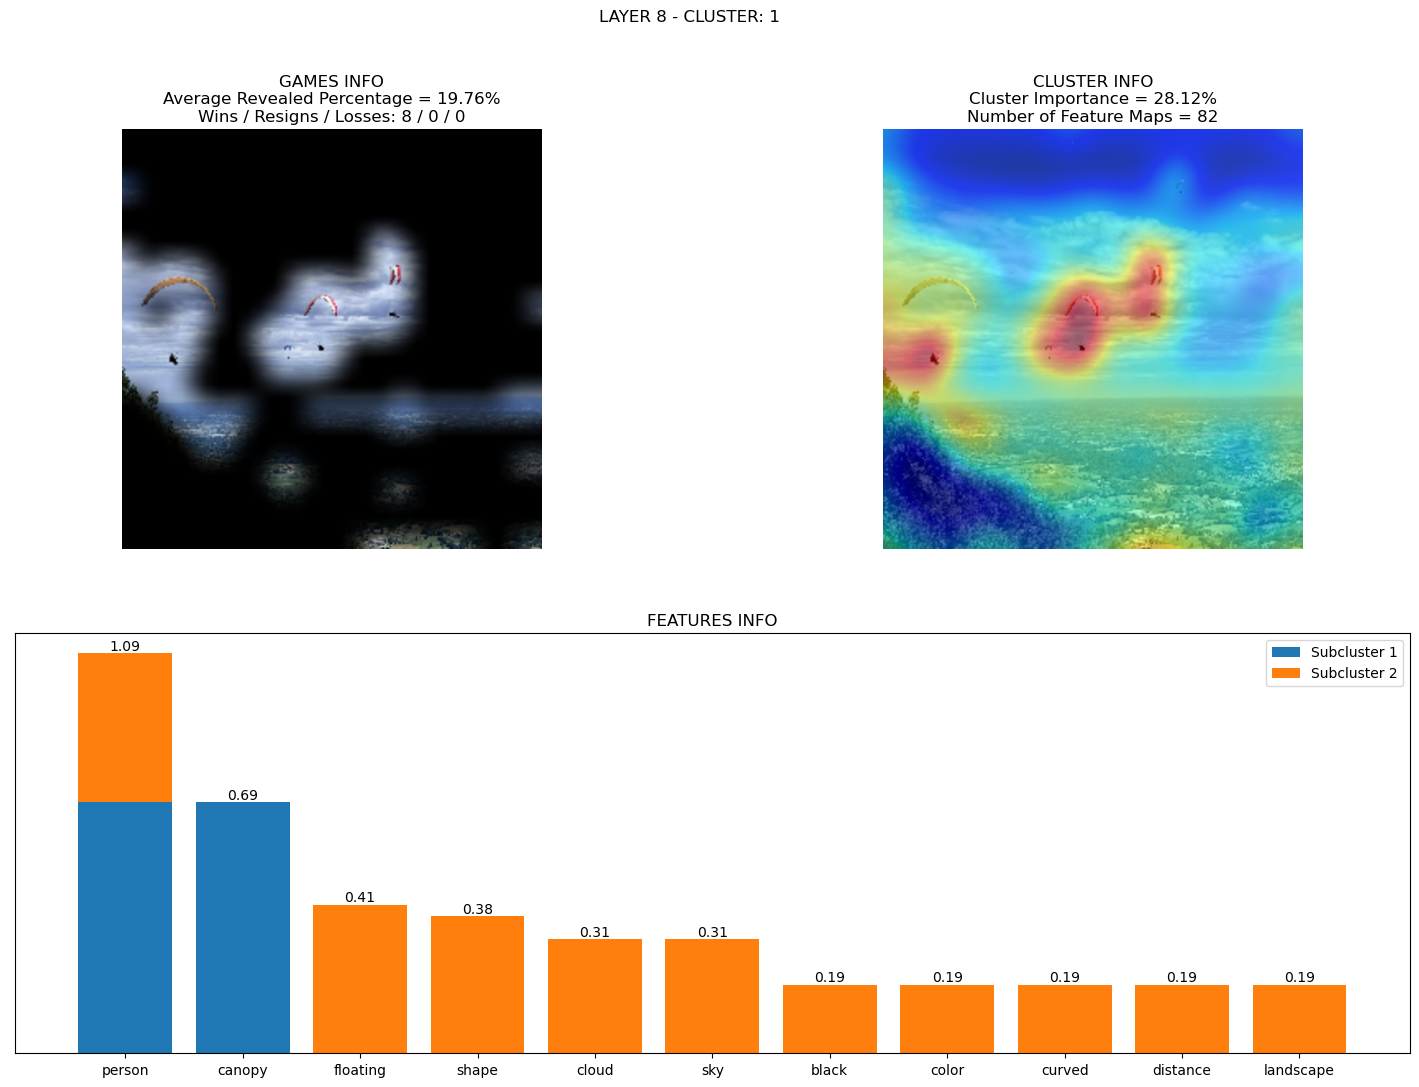 LAYER 8 - CLUSTER: 1
GAMES INFO
Average Revealed Percentage = 19.76%
Wins / Resigns / Losses: 8 / 0 / 0
CLUSTER INFO
Cluster Importance = 28.12%
Number of Feature Maps = 82
FEATURES INFO
Subcluster 1
Subcluster 2
1.09
0.69
0.41
0.38
0.31
0.31
0.19
0.19
0.19
0.19
0.19
person
canopy
floating
shape
cloud
sky
black
color
curved
distance
landscape